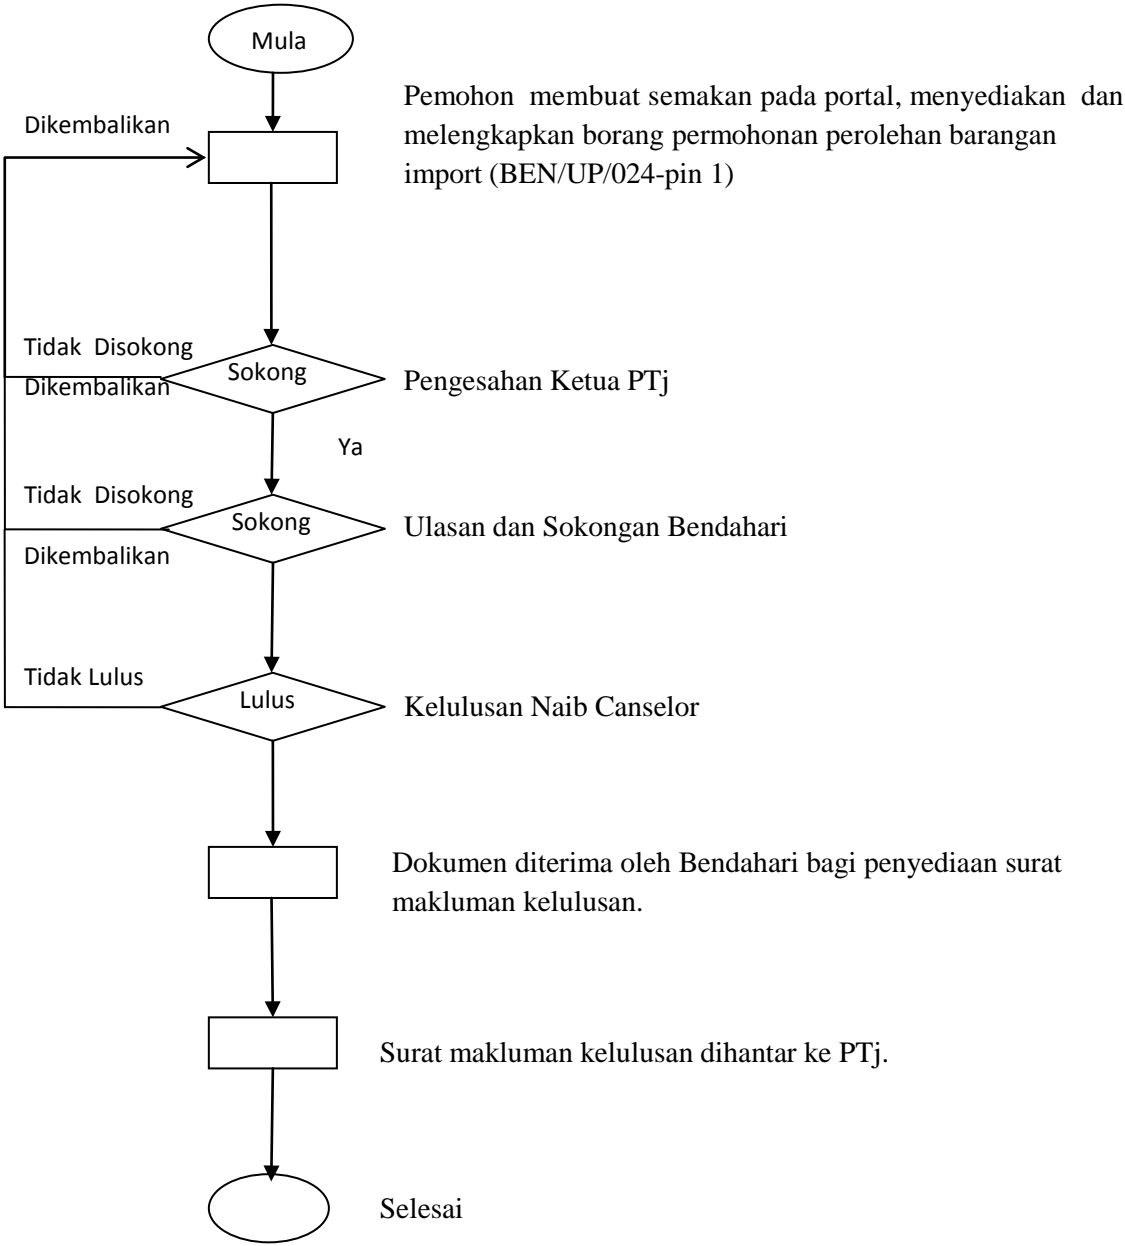 Mula
Pemohon membuat semakan pada portal, menyediakan dan
melengkapkan borang permohonan perolehan barangan
import (BEN/UP/024-pin 1)
Dikembalikan
Tidak Disokong
Dikembalikan
Sokong
Pengesahan Ketua PTj
Ya
Tidak Disokong
Dikembalikan
Sokong
Ulasan dan Sokongan Bendahari
Tidak Lulus
Lulus
Kelulusan Naib Canselor
Dokumen diterima oleh Bendahari bagi penyediaan surat
makluman kelulusan.
Surat makluman kelulusan dihantar ke PTj.
Selesai